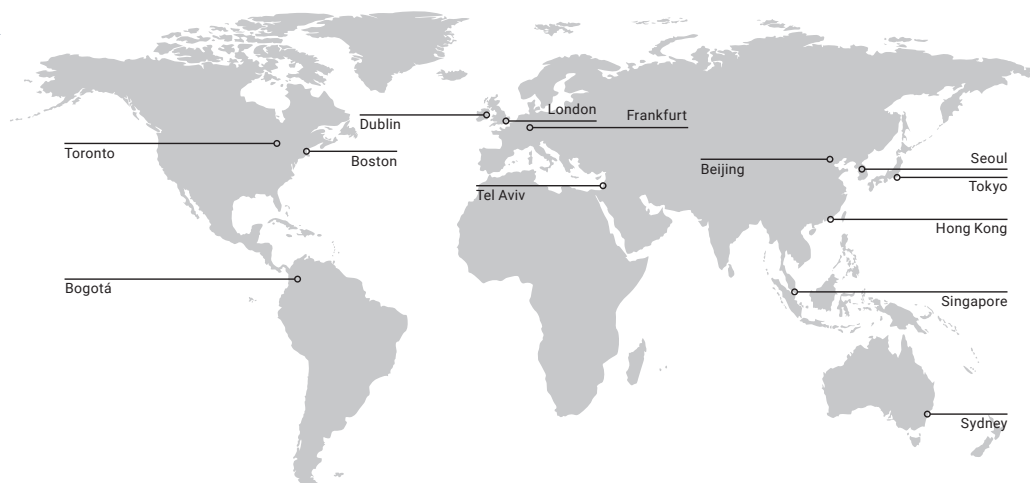 London
Frankfurt
Dublin
Toronto
Boston
Seoul
Beijing
Tokyo
Tel Aviv
Hong Kong
Bogotá
Singapore
Sydney